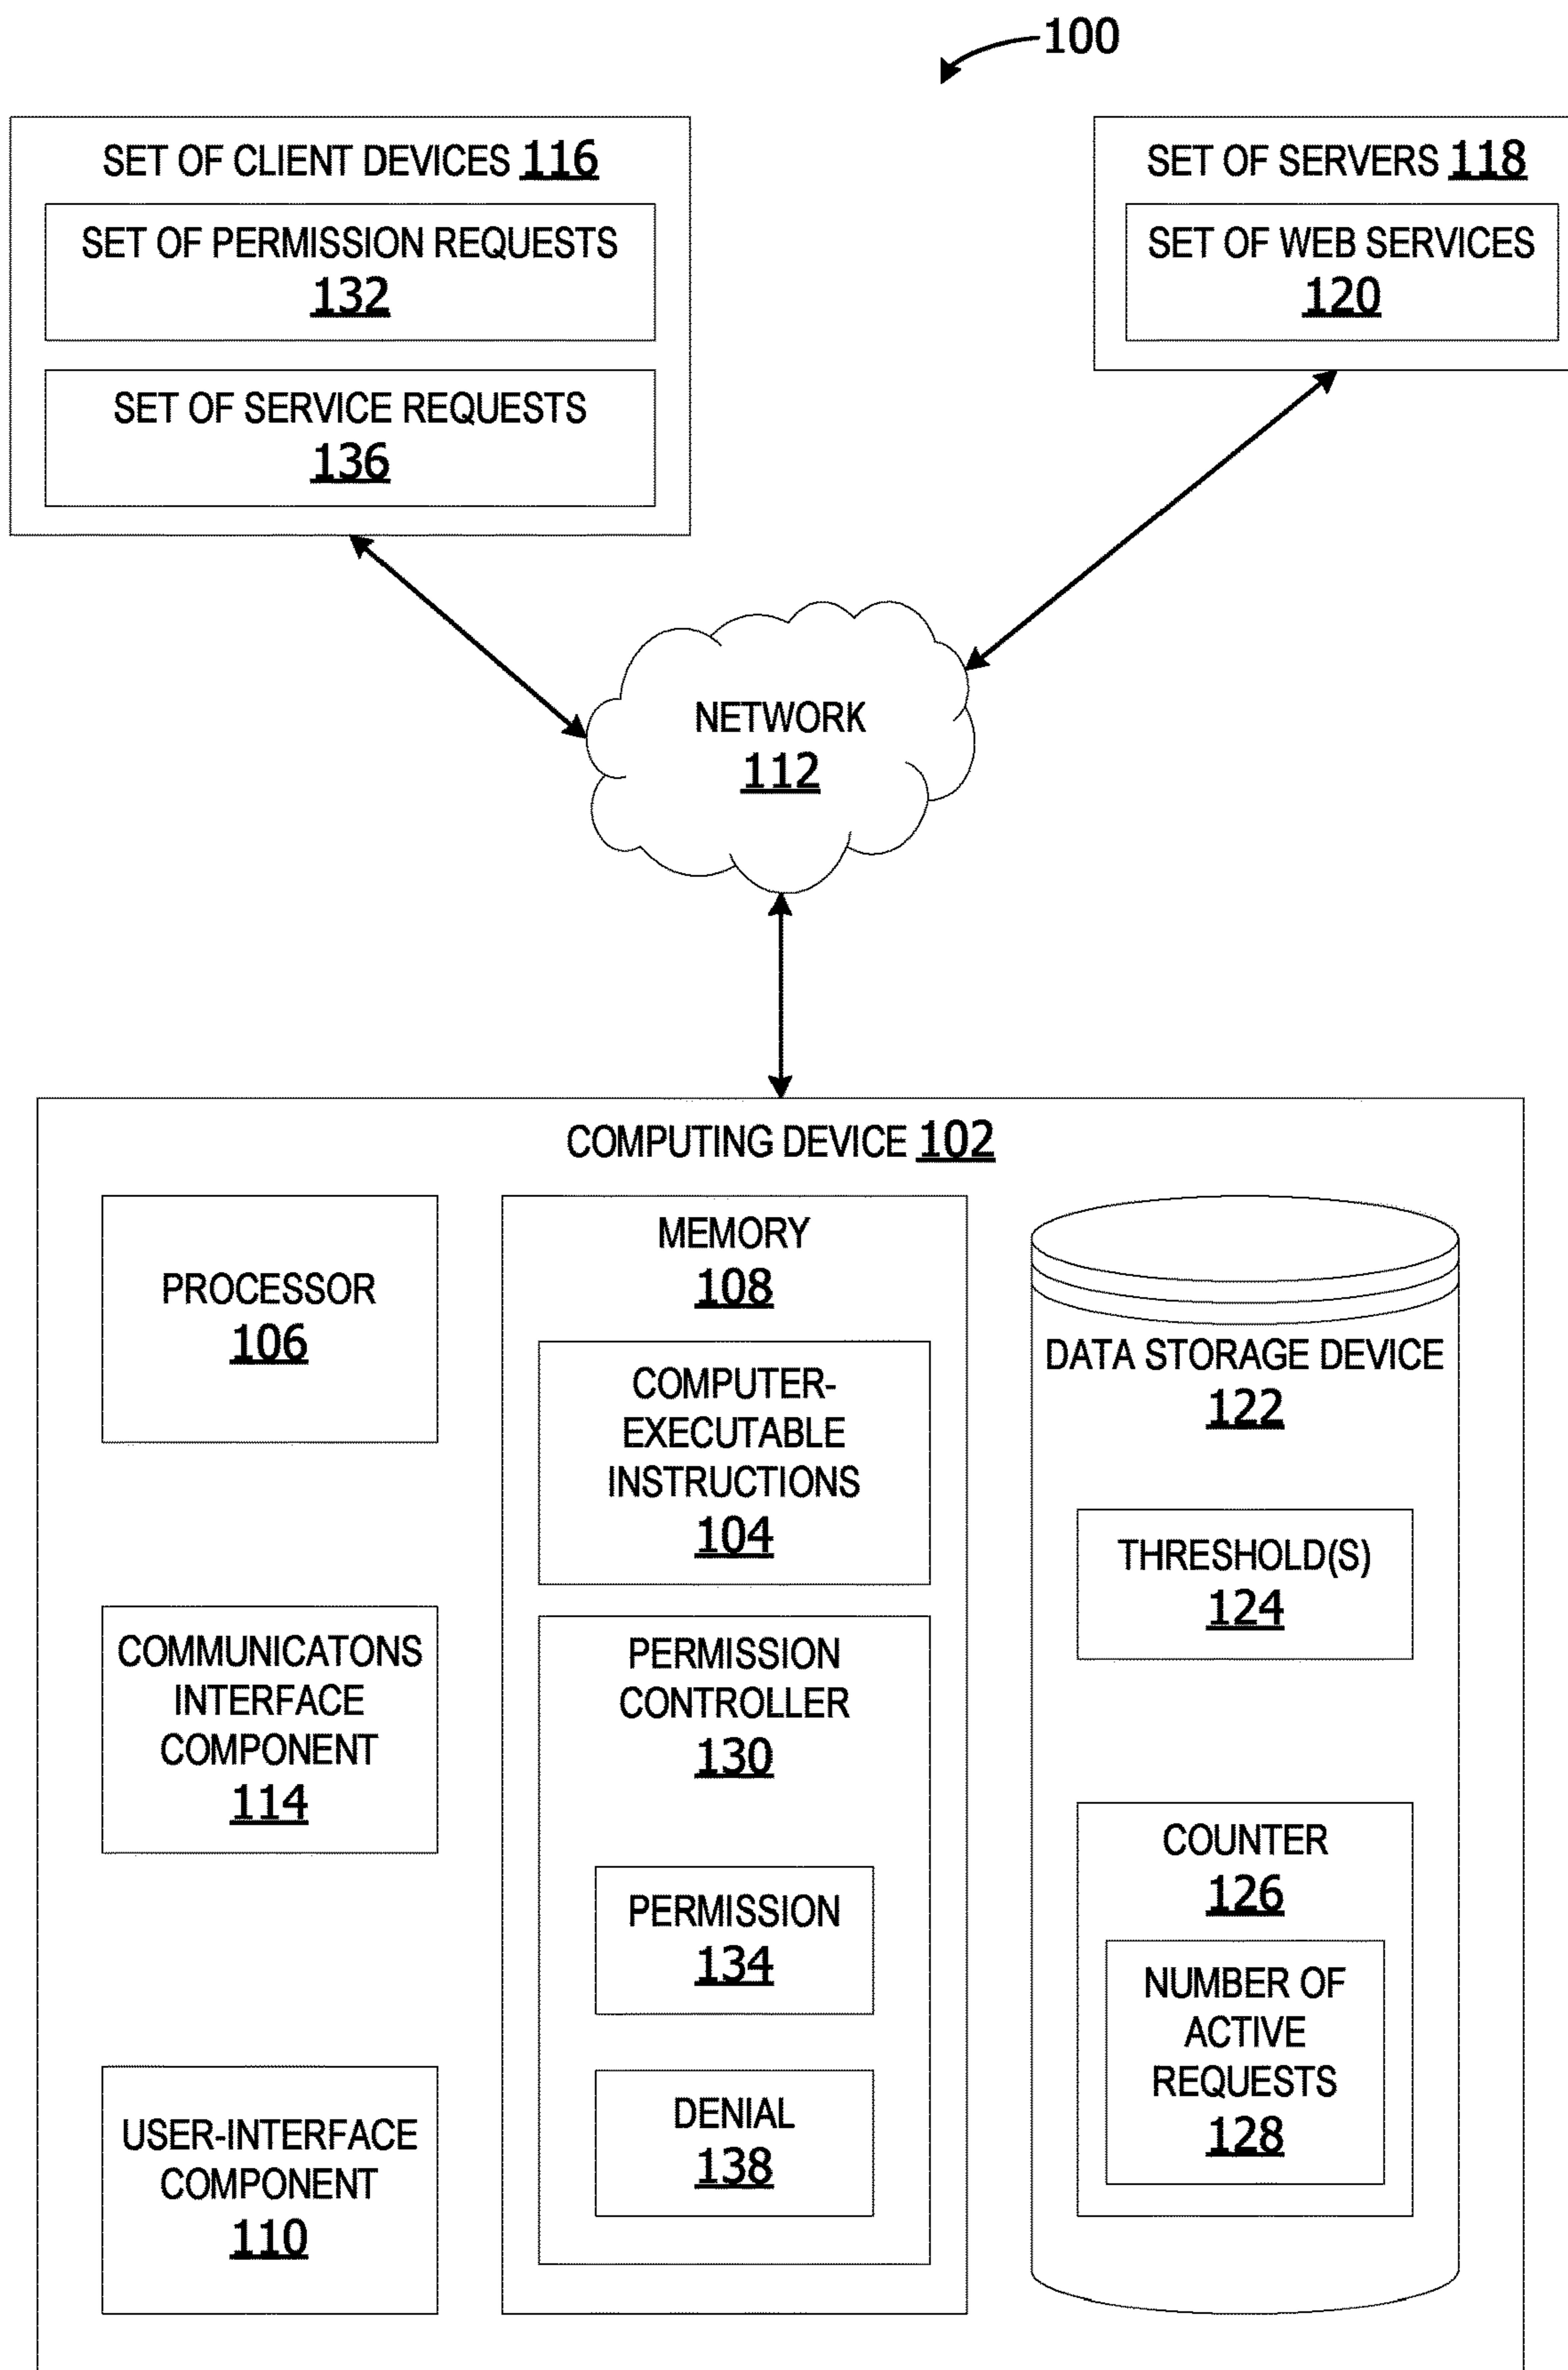 100
SET OF CLIENT DEVICES 116
SET OF PERMISSION REQUESTS
132
SET OF SERVICE REQUESTS
136
SET OF SERVERS 118
SET OF WEB SERVICES
120
NETWORK
112
COMPUTING DEVICE 102
PROCESSOR
106
COMMUNICATONS
INTERFACE
COMPONENT
114
USER-INTERFACE
COMPONENT
110
MEMORY
108
COMPUTER-
EXECUTABLE
INSTRUCTIONS
104
PERMISSION
CONTROLLER
130
PERMISSION
134
DENIAL
138
DATA STORAGE DEVICE
122
THRESHOLD(S)
124
COUNTER
126
NUMBER OF
ACTIVE
REQUESTS
128